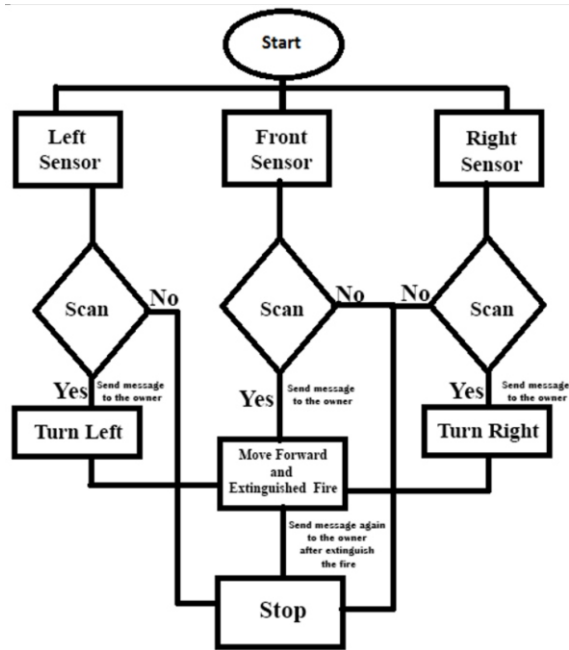 Start
Left
Sensor
Front
Sensor
Right
Sensor
Scan
No
Scan
No
No
Scan
Yes
Send message
to the owner
Yes
Send message
to the owner
Yes
Send message
to the owner
Turn Left
Move Forward
and
Extinguished Fire
Turn Right
Send message again
to the owner
after extinguish
the fire
Stop